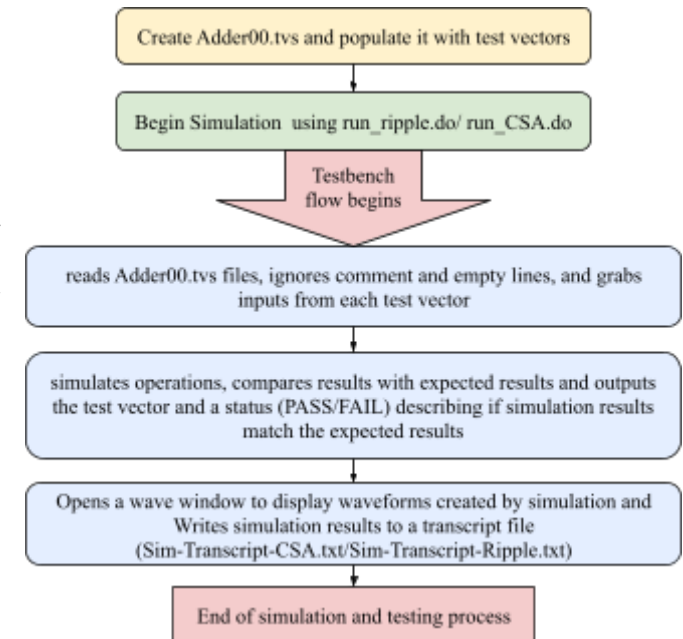 Create Adder00.tvs and populate it with test vectors
Begin Simulation using run_ripple.do/ run_CSA.do
Testbench
flow begins
reads Adder00.tvs files, ignores comment and empty lines, and grabs
inputs from each test vector
simulates operations, compares results with expected results and outputs
the test vector and a status (PASS/FAIL) describing if simulation results
match the expected results
Opens a wave window to display waveforms created by simulation and
Writes simulation results to a transcript file
(Sim-Transcript-CSA.txt/Sim-Transcript-Ripple.txt)
End of simulation and testing process